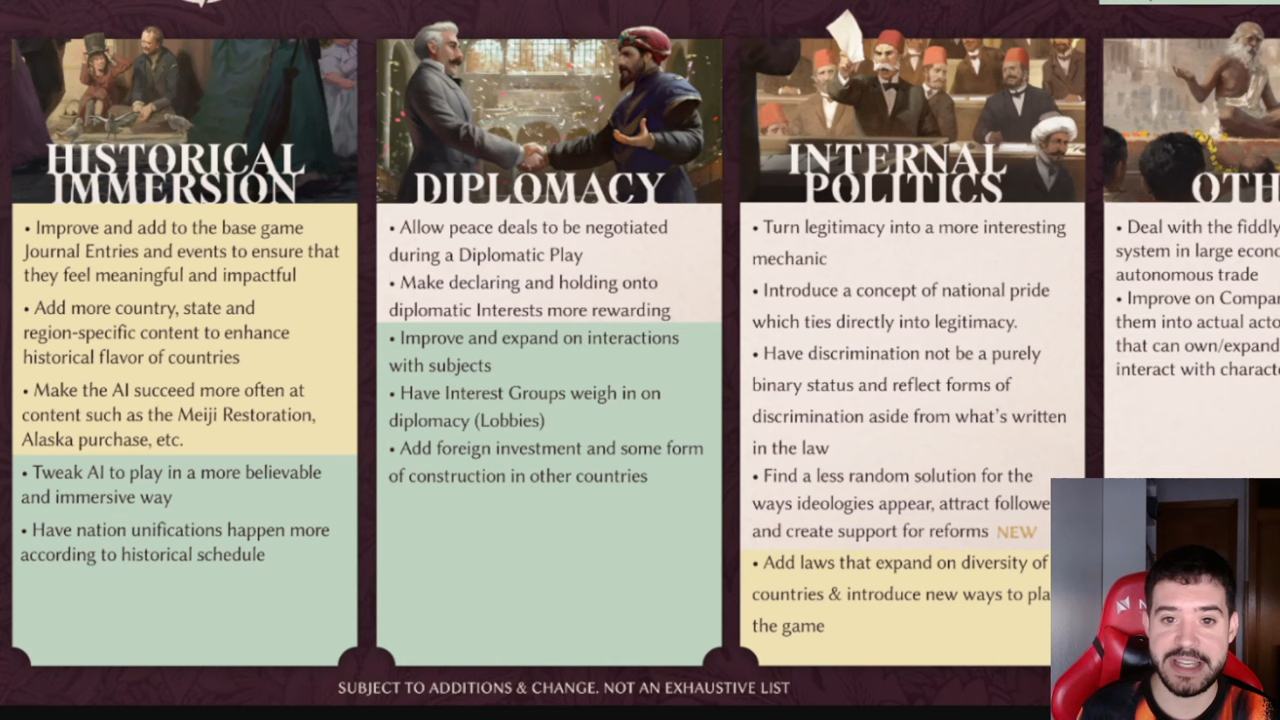 HISTORICAL
IMMERSION
• Improve and add to the base game
Journal Entries and events to ensure that
they feel meaningful and impactful
• Add more country, state and
region-specific content to enhance
historical flavor of countries
• Make the AI succeed more often at
content such as the Meiji Restoration,
Alaska purchase, etc.
• Tweak AI to play in a more believable
and immersive way
• Have nation unifications happen more
according to historical schedule
DIPLOMACY
• Allow peace deals to be negotiated
during a Diplomatic Play
• Make declaring and holding onto
diplomatic Interests more rewarding
• Improve and expand on interactions
with subjects
• Have Interest Groups weigh in on
diplomacy (Lobbies)
• Add foreign investment and some form
of construction in other countries
INTERNAL
POLITICS
• Turn legitimacy into a more interesting
mechanic
• Introduce a concept of national pride
which ties directly into legitimacy.
• Have discrimination not be a purely
binary status and reflect forms of
discrimination aside from what's written
in the law
• Find a less random solution for the
ways ideologies appear, attract followe
and create support for reforms NEW
• Add laws that expand on diversity of
countries & introduce new ways to pla
the game
OTH
• Deal with the fiddly
system in large econo
autonomous trade
• Improve on Compan
them into actual acto
that can own/expand
interact with characte
SUBJECT TO ADDITIONS & CHANGE. NOT AN EXHAUSTIVE LIST